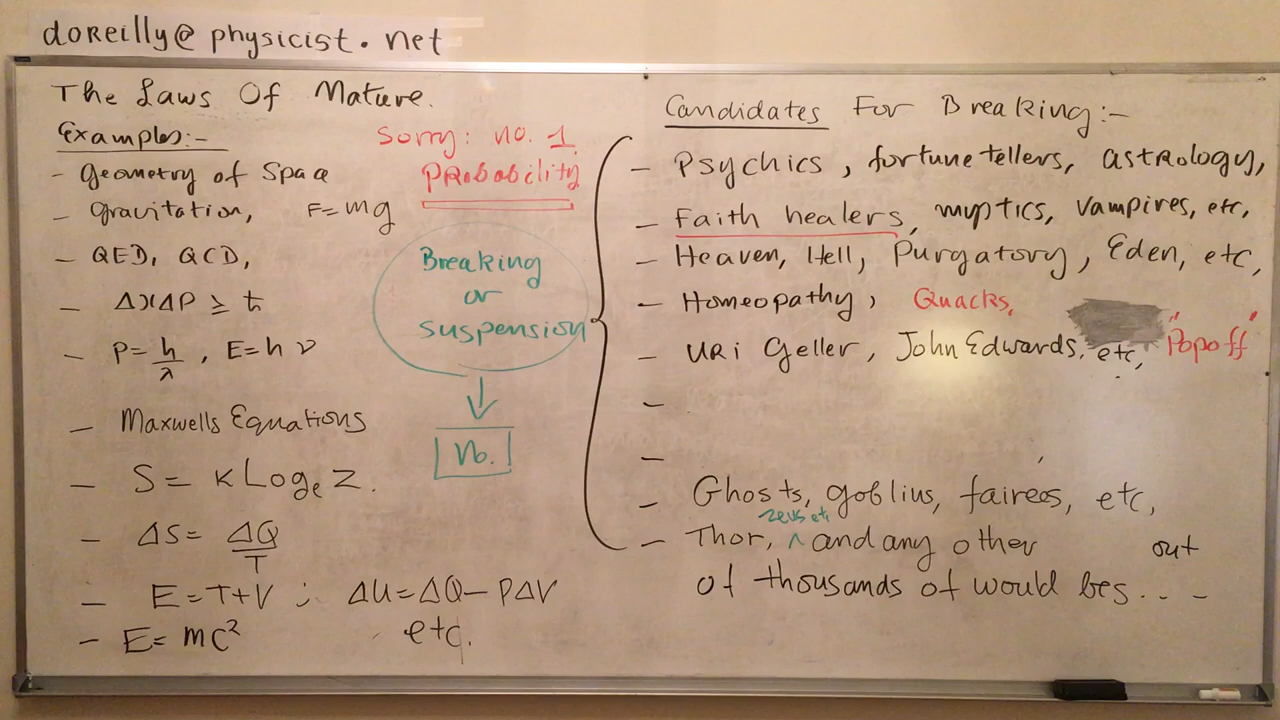 doreilly@physicist.net
The Laws Of Nature.
Examples:-
- geometry of Space
- gravitation, F=mg
- QED, QCD,
- ΔxΔP ≥ ħ
- P=h/λ, E=hν
- Maxwells Equations
- S= K Logₑ Z.
- ΔS= ΔQ/T
- E=T+V ; ΔU=ΔQ-PΔV
- E=mc²
etc.
Sorry: no. 1
Probability
Breaking
or
suspension
No.
Candidates For Breaking:-
- Psychics, fortune tellers, astrology,
- Faith healers, myptics, Vampires, etc,
- Heaven, Hell, Purgatory, Eden, etc,
- Homeopathy, Quacks,
- Uri Geller, John Edwards, etc, "Popoff"
-
-
- Ghosts, goblius, faireos, etc,
zeus etc
- Thor, ^ and any other out
of thousands of would bes...-